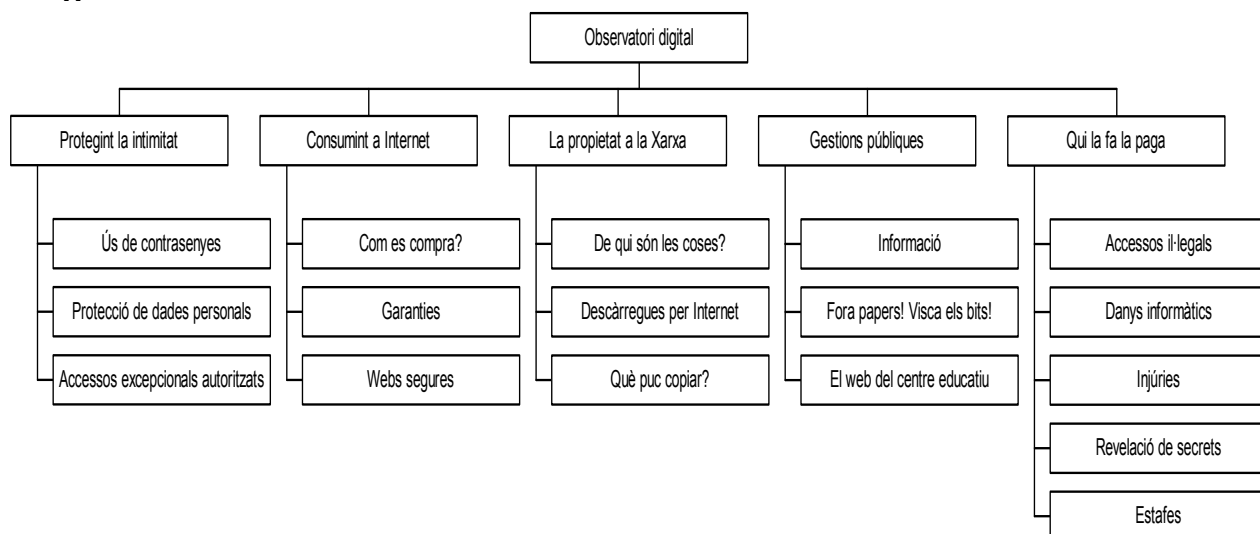 Observatori digital
Protegint la intimitat
Consumint a Internet
La propietat a la Xarxa
Gestions públiques
Qui la fa la paga
Ús de contrasenyes
Com es compra?
De qui són les coses?
Informació
Accessos il·legals
Protecció de dades personals
Garanties
Descàrregues per Internet
Fora papers! Visca els bits!
Danys informàtics
Accessos excepcionals autoritzats
Webs segures
Què puc copiar?
El web del centre educatiu
Injúries
Revelació de secrets
Estafes